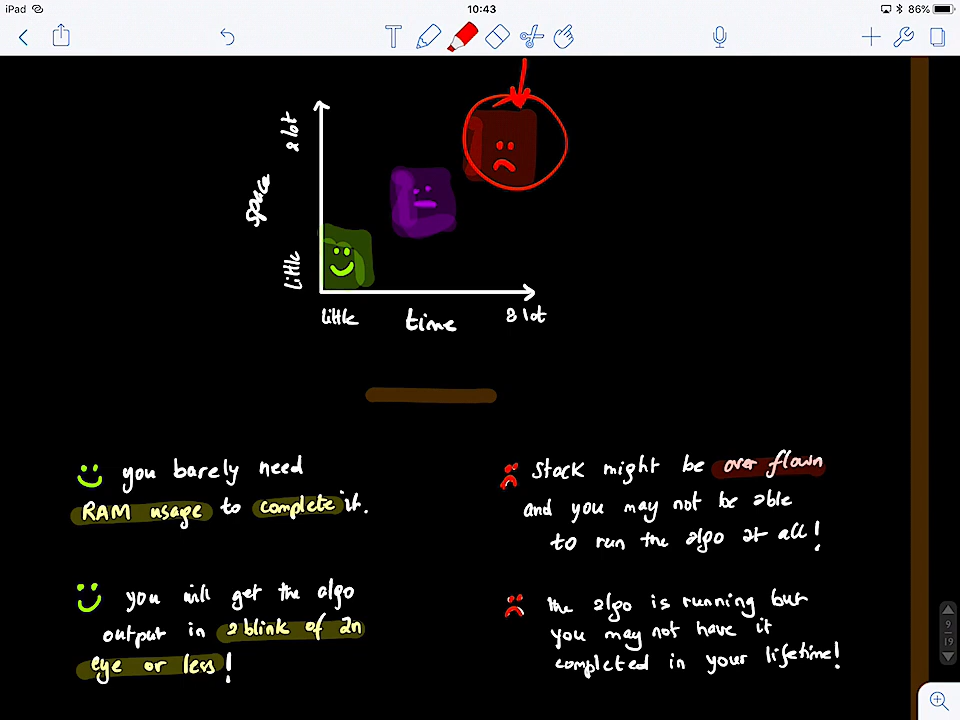 iPad
10:43
86%
T
a lot
space
little
little
time
a lot
you barely need
RAM usage to complete it.
you will get the algo
output in a blink of an
eye or less!
Stack might be over flown
and you may not be able
to run the algo at all!
the algo is running but
you may not have it
completed in your lifetime!
9
19